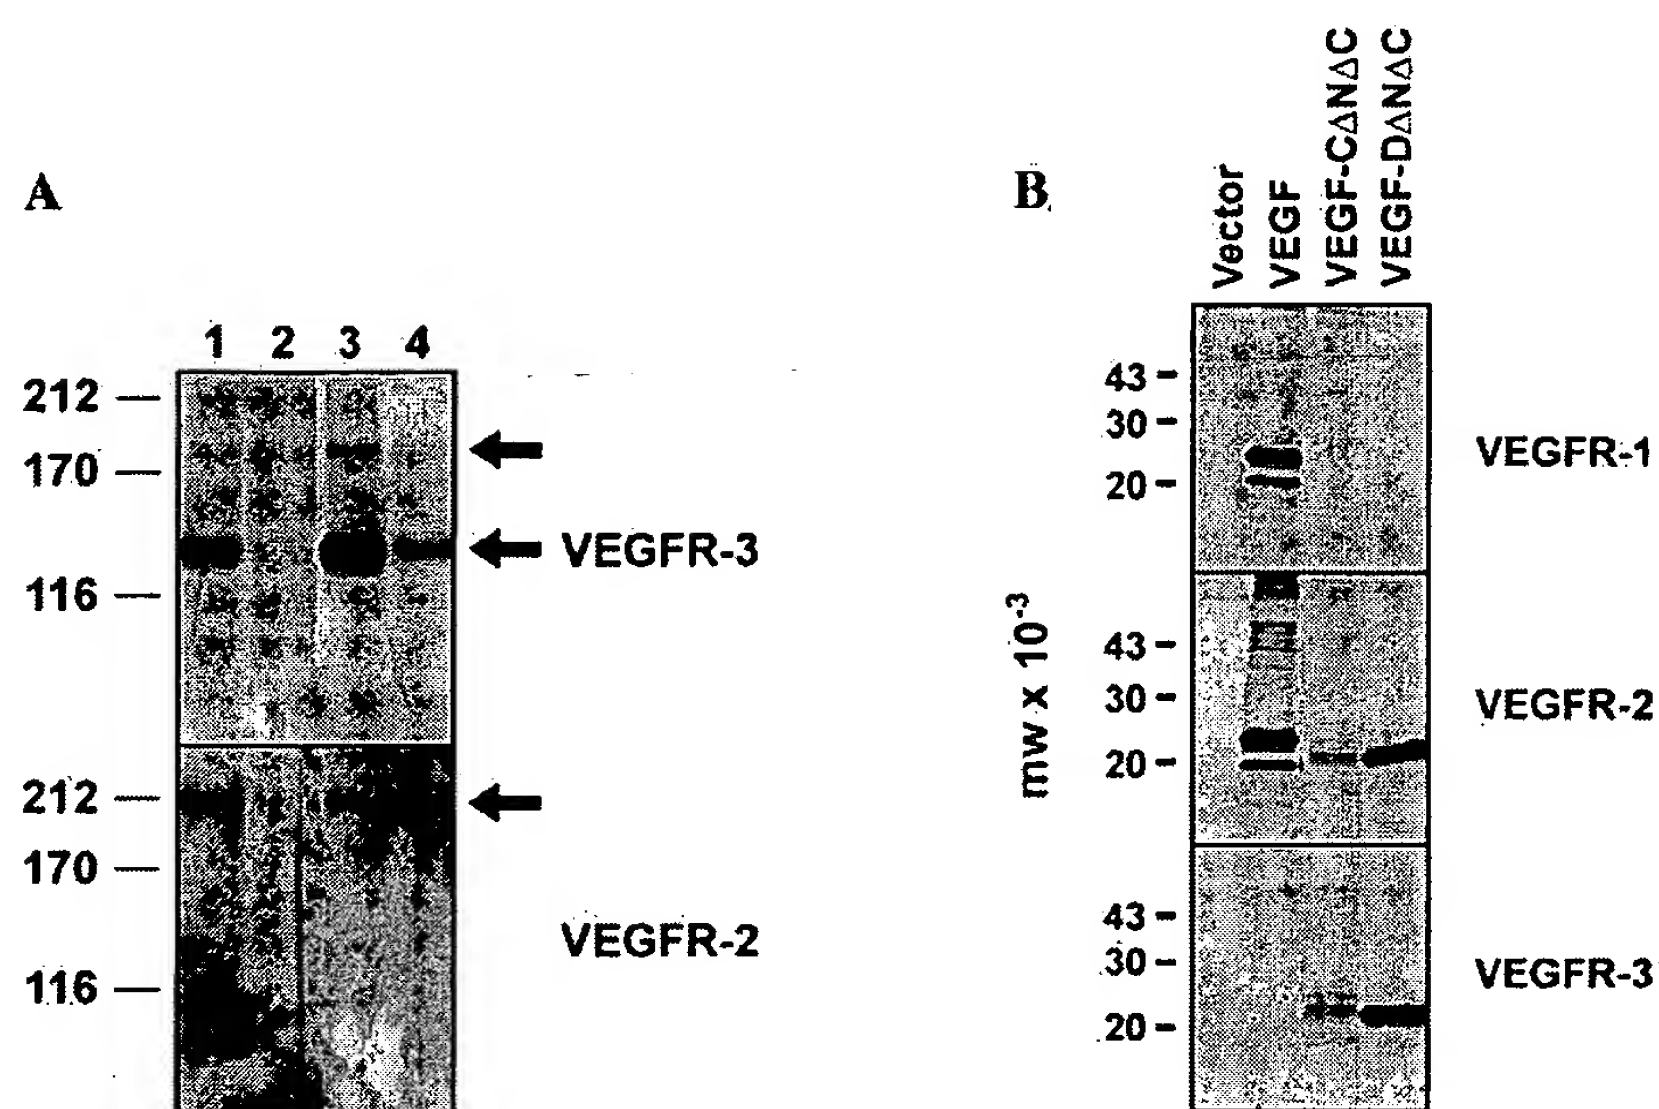 A
1 2 3 4
212
170
116
VEGFR-3
212
170
116
VEGFR-2
B
Vector
VEGF
VEGF-CΔNΔC
VEGF-DΔNΔC
mw x 10-3
43
30
20
VEGFR-1
43
30
20
VEGFR-2
43
30
20
VEGFR-3